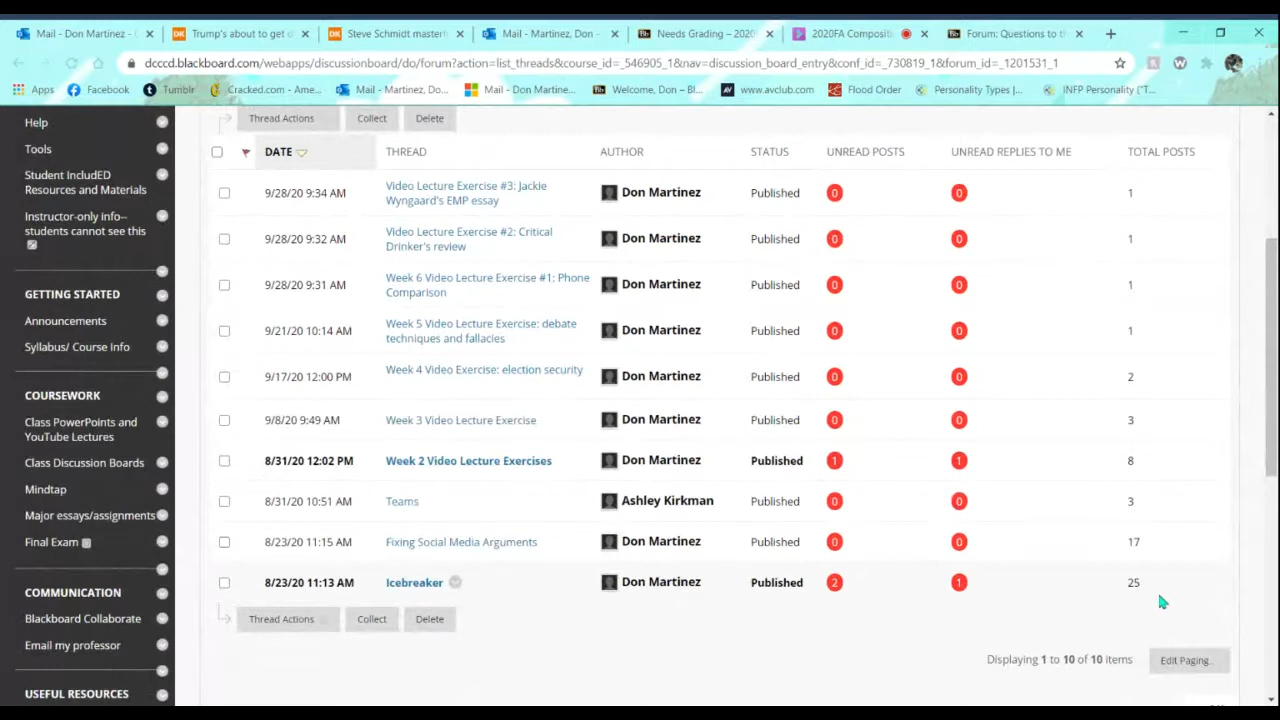 Mail - Don Martinez -
Trump's about to get o
Steve Schmidt master
Mail - Martinez, Don -
Needs Grading – 2020
2020FA Composit
Forum: Questions to th
dcccd.blackboard.com/webapps/discussionboard/do/forum?action=list_threads&course_id=_546905_1&nav=discussion_board_entry&conf_id=_730819_1&forum_id=_1201531_1
Apps
Facebook
Tumblr
Cracked.com - Ame...
Mail - Martinez, Do...
Mail - Don Martine...
Welcome, Don – Bl...
www.avclub.com
Flood Order
Personality Types |...
INFP Personality ("T...
Help
Tools
Student IncludED
Resources and Materials
Instructor-only info--
students cannot see this
GETTING STARTED
Announcements
Syllabus/ Course Info
COURSEWORK
Class PowerPoints and
YouTube Lectures
Class Discussion Boards
Mindtap
Major essays/assignments
Final Exam
COMMUNICATION
Blackboard Collaborate
Email my professor
USEFUL RESOURCES
Thread Actions Collect Delete
DATE THREAD AUTHOR STATUS UNREAD POSTS UNREAD REPLIES TO ME TOTAL POSTS
9/28/20 9:34 AM Video Lecture Exercise #3: Jackie Don Martinez Published 0 0 1
Wyngaard's EMP essay
9/28/20 9:32 AM Video Lecture Exercise #2: Critical Don Martinez Published 0 0 1
Drinker's review
9/28/20 9:31 AM Week 6 Video Lecture Exercise #1: Phone Don Martinez Published 0 0 1
Comparison
9/21/20 10:14 AM Week 5 Video Lecture Exercise: debate Don Martinez Published 0 0 1
techniques and fallacies
9/17/20 12:00 PM Week 4 Video Exercise: election security Don Martinez Published 0 0 2
9/8/20 9:49 AM Week 3 Video Lecture Exercise Don Martinez Published 0 0 3
8/31/20 12:02 PM Week 2 Video Lecture Exercises Don Martinez Published 1 1 8
8/31/20 10:51 AM Teams Ashley Kirkman Published 0 0 3
8/23/20 11:15 AM Fixing Social Media Arguments Don Martinez Published 0 0 17
8/23/20 11:13 AM Icebreaker Don Martinez Published 2 1 25
Thread Actions Collect Delete
Displaying 1 to 10 of 10 items Edit Paging...